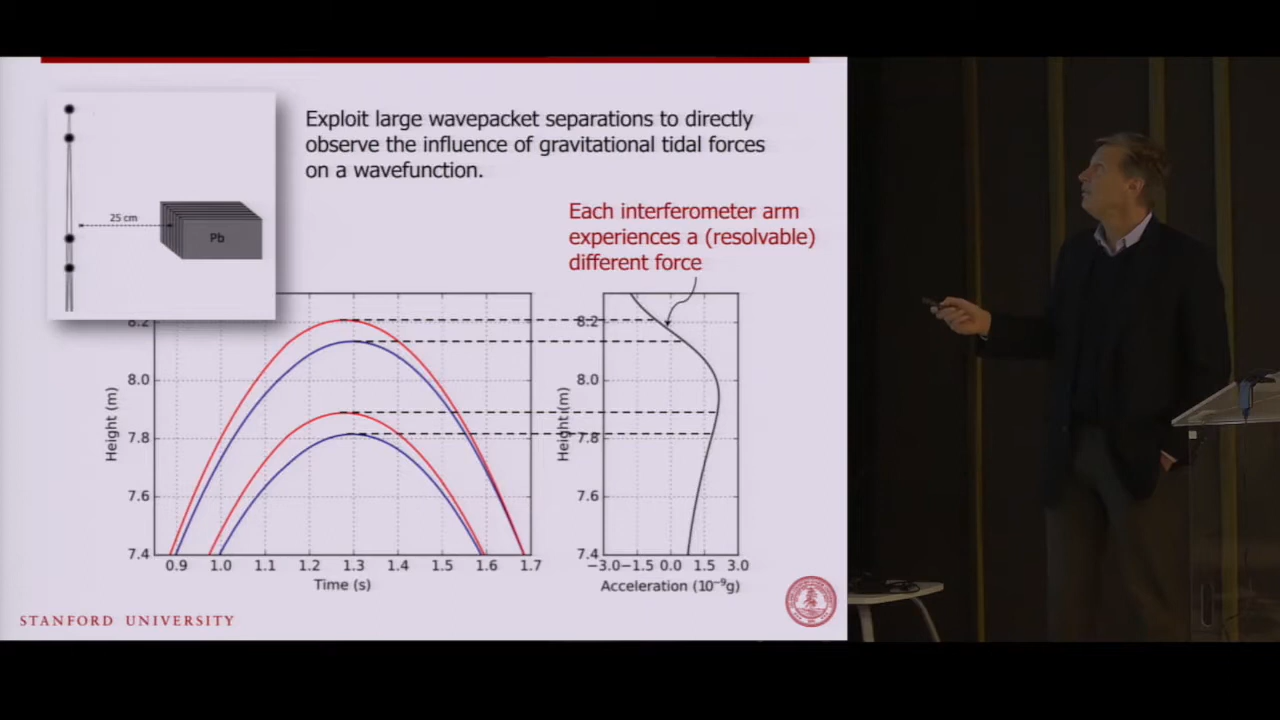 Exploit large wavepacket separations to directly
observe the influence of gravitational tidal forces
on a wavefunction.
25 cm
Pb
Each interferometer arm
experiences a (resolvable)
different force
8.2
8.0
7.8
7.6
7.4
Height (m)
0.9 1.0 1.1 1.2 1.3 1.4 1.5 1.6 1.7
Time (s)
8.2
8.0
7.8
7.6
7.4
Height (m)
−3.0 −1.5 0.0 1.5 3.0
Acceleration (10⁻⁹g)
STANFORD UNIVERSITY